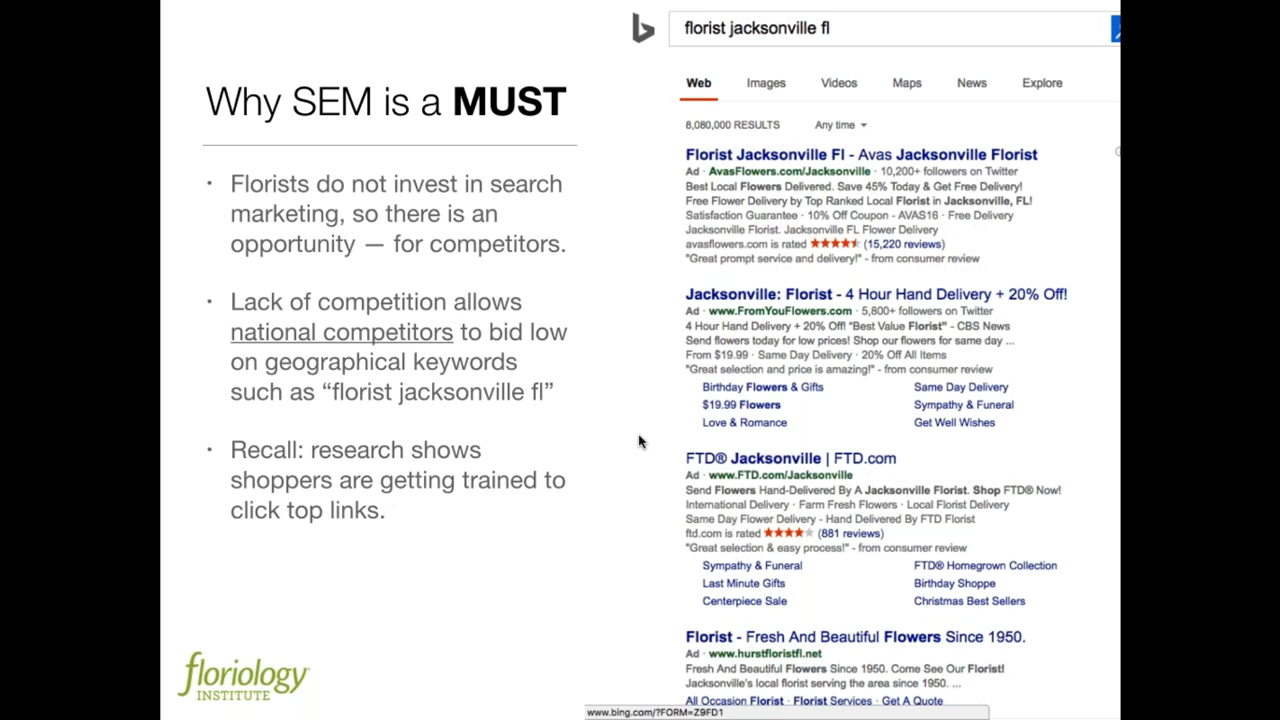 Why SEM is a MUST
• Florists do not invest in search
marketing, so there is an
opportunity — for competitors.
• Lack of competition allows
national competitors to bid low
on geographical keywords
such as “florist jacksonville fl”
• Recall: research shows
shoppers are getting trained to
click top links.
floriology
INSTITUTE
florist jacksonville fl
Web Images Videos Maps News Explore
8,080,000 RESULTS Any time
Florist Jacksonville Fl - Avas Jacksonville Florist
Ad · AvasFlowers.com/Jacksonville · 10,200+ followers on Twitter
Best Local Flowers Delivered. Save 45% Today & Get Free Delivery!
Free Flower Delivery by Top Ranked Local Florist in Jacksonville, FL!
Satisfaction Guarantee · 10% Off Coupon - AVAS16 · Free Delivery
Jacksonville Florist. Jacksonville FL Flower Delivery
avasflowers.com is rated ★★★★★ (15,220 reviews)
"Great prompt service and delivery!" - from consumer review
Jacksonville: Florist - 4 Hour Hand Delivery + 20% Off!
Ad · www.FromYouFlowers.com · 5,800+ followers on Twitter
4 Hour Hand Delivery + 20% Off! "Best Value Florist" - CBS News
Send flowers today for low prices! Shop our flowers for same day ...
From $19.99 · Same Day Delivery · 20% Off All Items
"Great selection and price is amazing!" - from consumer review
Birthday Flowers & Gifts Same Day Delivery
$19.99 Flowers Sympathy & Funeral
Love & Romance Get Well Wishes
FTD® Jacksonville | FTD.com
Ad · www.FTD.com/Jacksonville
Send Flowers Hand-Delivered By A Jacksonville Florist. Shop FTD® Now!
International Delivery · Farm Fresh Flowers · Local Florist Delivery
Same Day Flower Delivery - Hand Delivered By FTD Florist
ftd.com is rated ★★★★★ (881 reviews)
"Great selection & easy process!" - from consumer review
Sympathy & Funeral FTD® Homegrown Collection
Last Minute Gifts Birthday Shoppe
Centerpiece Sale Christmas Best Sellers
Florist - Fresh And Beautiful Flowers Since 1950.
Ad · www.hurstfloristfl.net
Fresh And Beautiful Flowers Since 1950. Come See Our Florist!
Jacksonville's local florist serving the area since 1950. ...
All Occasion Florist · Florist Services · Get A Quote
www.bing.com/?FORM=Z9FD1